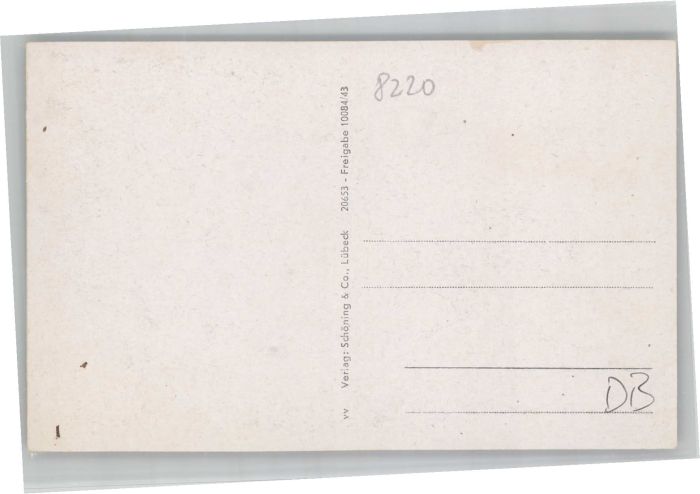 8220
vv Verlag: Schöning & Co., Lübeck 20653 - Freigabe 10084/43
DB